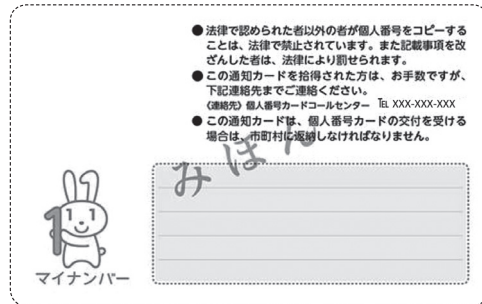 ● 法律で認められた者以外の者が個人番号をコピーする
ことは、法律で禁止されています。また記載事項を改
ざんした者は、法律により罰せられます。
● この通知カードを拾得された方は、お手数ですが、
下記連絡先までご連絡ください。
《連絡先》個人番号カードコールセンター ℡ XXX-XXX-XXX
● この通知カードは、個人番号カードの交付を受ける
場合は、市町村に返納しなければなりません。
みほん
1
1 1
マイナンバー